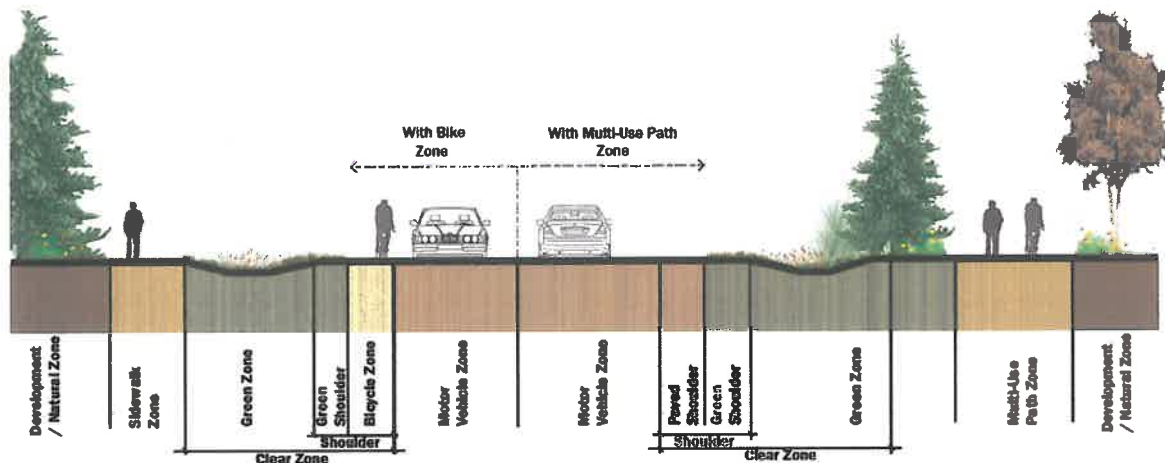 With Bike
Zone
With Multi-Use Path
Zone
Development
/ Natural Zone
Sidewalk
Zone
Green Zone
Green
Shoulder
Bicycle Zone
Motor
Vehicle Zone
Motor
Vehicle Zone
Paved
Shoulder
Green
Shoulder
Green Zone
Multi-Use
Path Zone
Development
/ Natural Zone
Shoulder
Clear Zone
Shoulder
Clear Zone